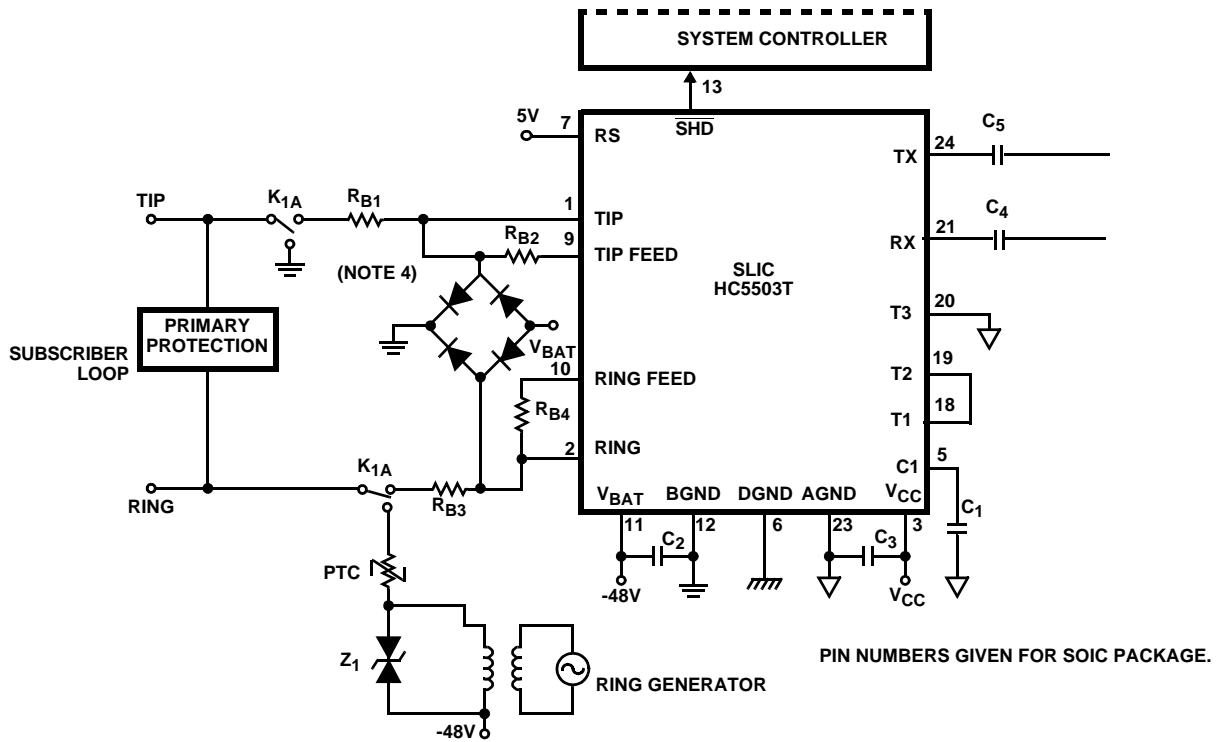 SYSTEM CONTROLLER
13
5V
7
RS
SHD
C5
24
TX
TIP
K1A
RB1
1
TIP
RB2
9
TIP FEED
C4
21
RX
(NOTE 4)
SLIC
HC5503T
20
T3
PRIMARY
PROTECTION
SUBSCRIBER
LOOP
VBAT
10
RING FEED
19
T2
RB4
18
T1
2
RING
5
C1
K1A
RING
RB3
VBAT
BGND
DGND
AGND
VCC
C1
11
12
6
23
3
C2
C3
-48V
VCC
PTC
Z1
RING GENERATOR
-48V
PIN NUMBERS GIVEN FOR SOIC PACKAGE.